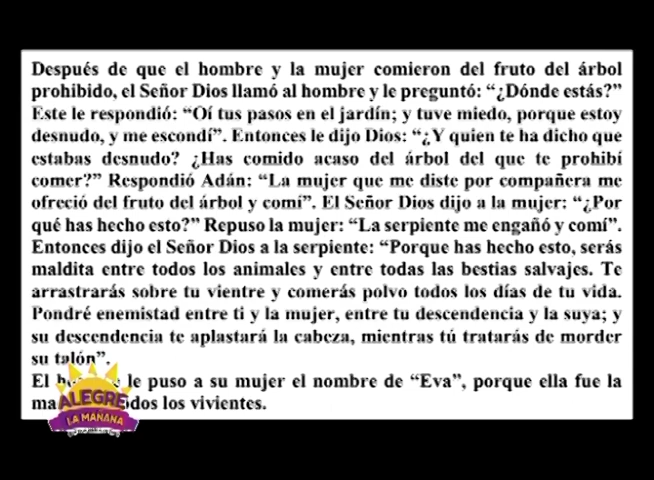 Después de que el hombre y la mujer comieron del fruto del árbol
prohibido, el Señor Dios llamó al hombre y le preguntó: “¿Dónde estás?”
Este le respondió: “Oí tus pasos en el jardín; y tuve miedo, porque estoy
desnudo, y me escondí”. Entonces le dijo Dios: “¿Y quien te ha dicho que
estabas desnudo? ¿Has comido acaso del árbol del que te prohibí
comer?” Respondió Adán: “La mujer que me diste por compañera me
ofreció del fruto del árbol y comí”. El Señor Dios dijo a la mujer: “¿Por
qué has hecho esto?” Repuso la mujer: “La serpiente me engañó y comí”.
Entonces dijo el Señor Dios a la serpiente: “Porque has hecho esto, serás
maldita entre todos los animales y entre todas las bestias salvajes. Te
arrastrarás sobre tu vientre y comerás polvo todos los días de tu vida.
Pondré enemistad entre ti y la mujer, entre tu descendencia y la suya; y
su descendencia te aplastará la cabeza, mientras tú tratarás de morder
su talón”.
El le puso a su mujer el nombre de “Eva”, porque ella fue la
los vivientes.
ALEGRE
LA MAÑANA